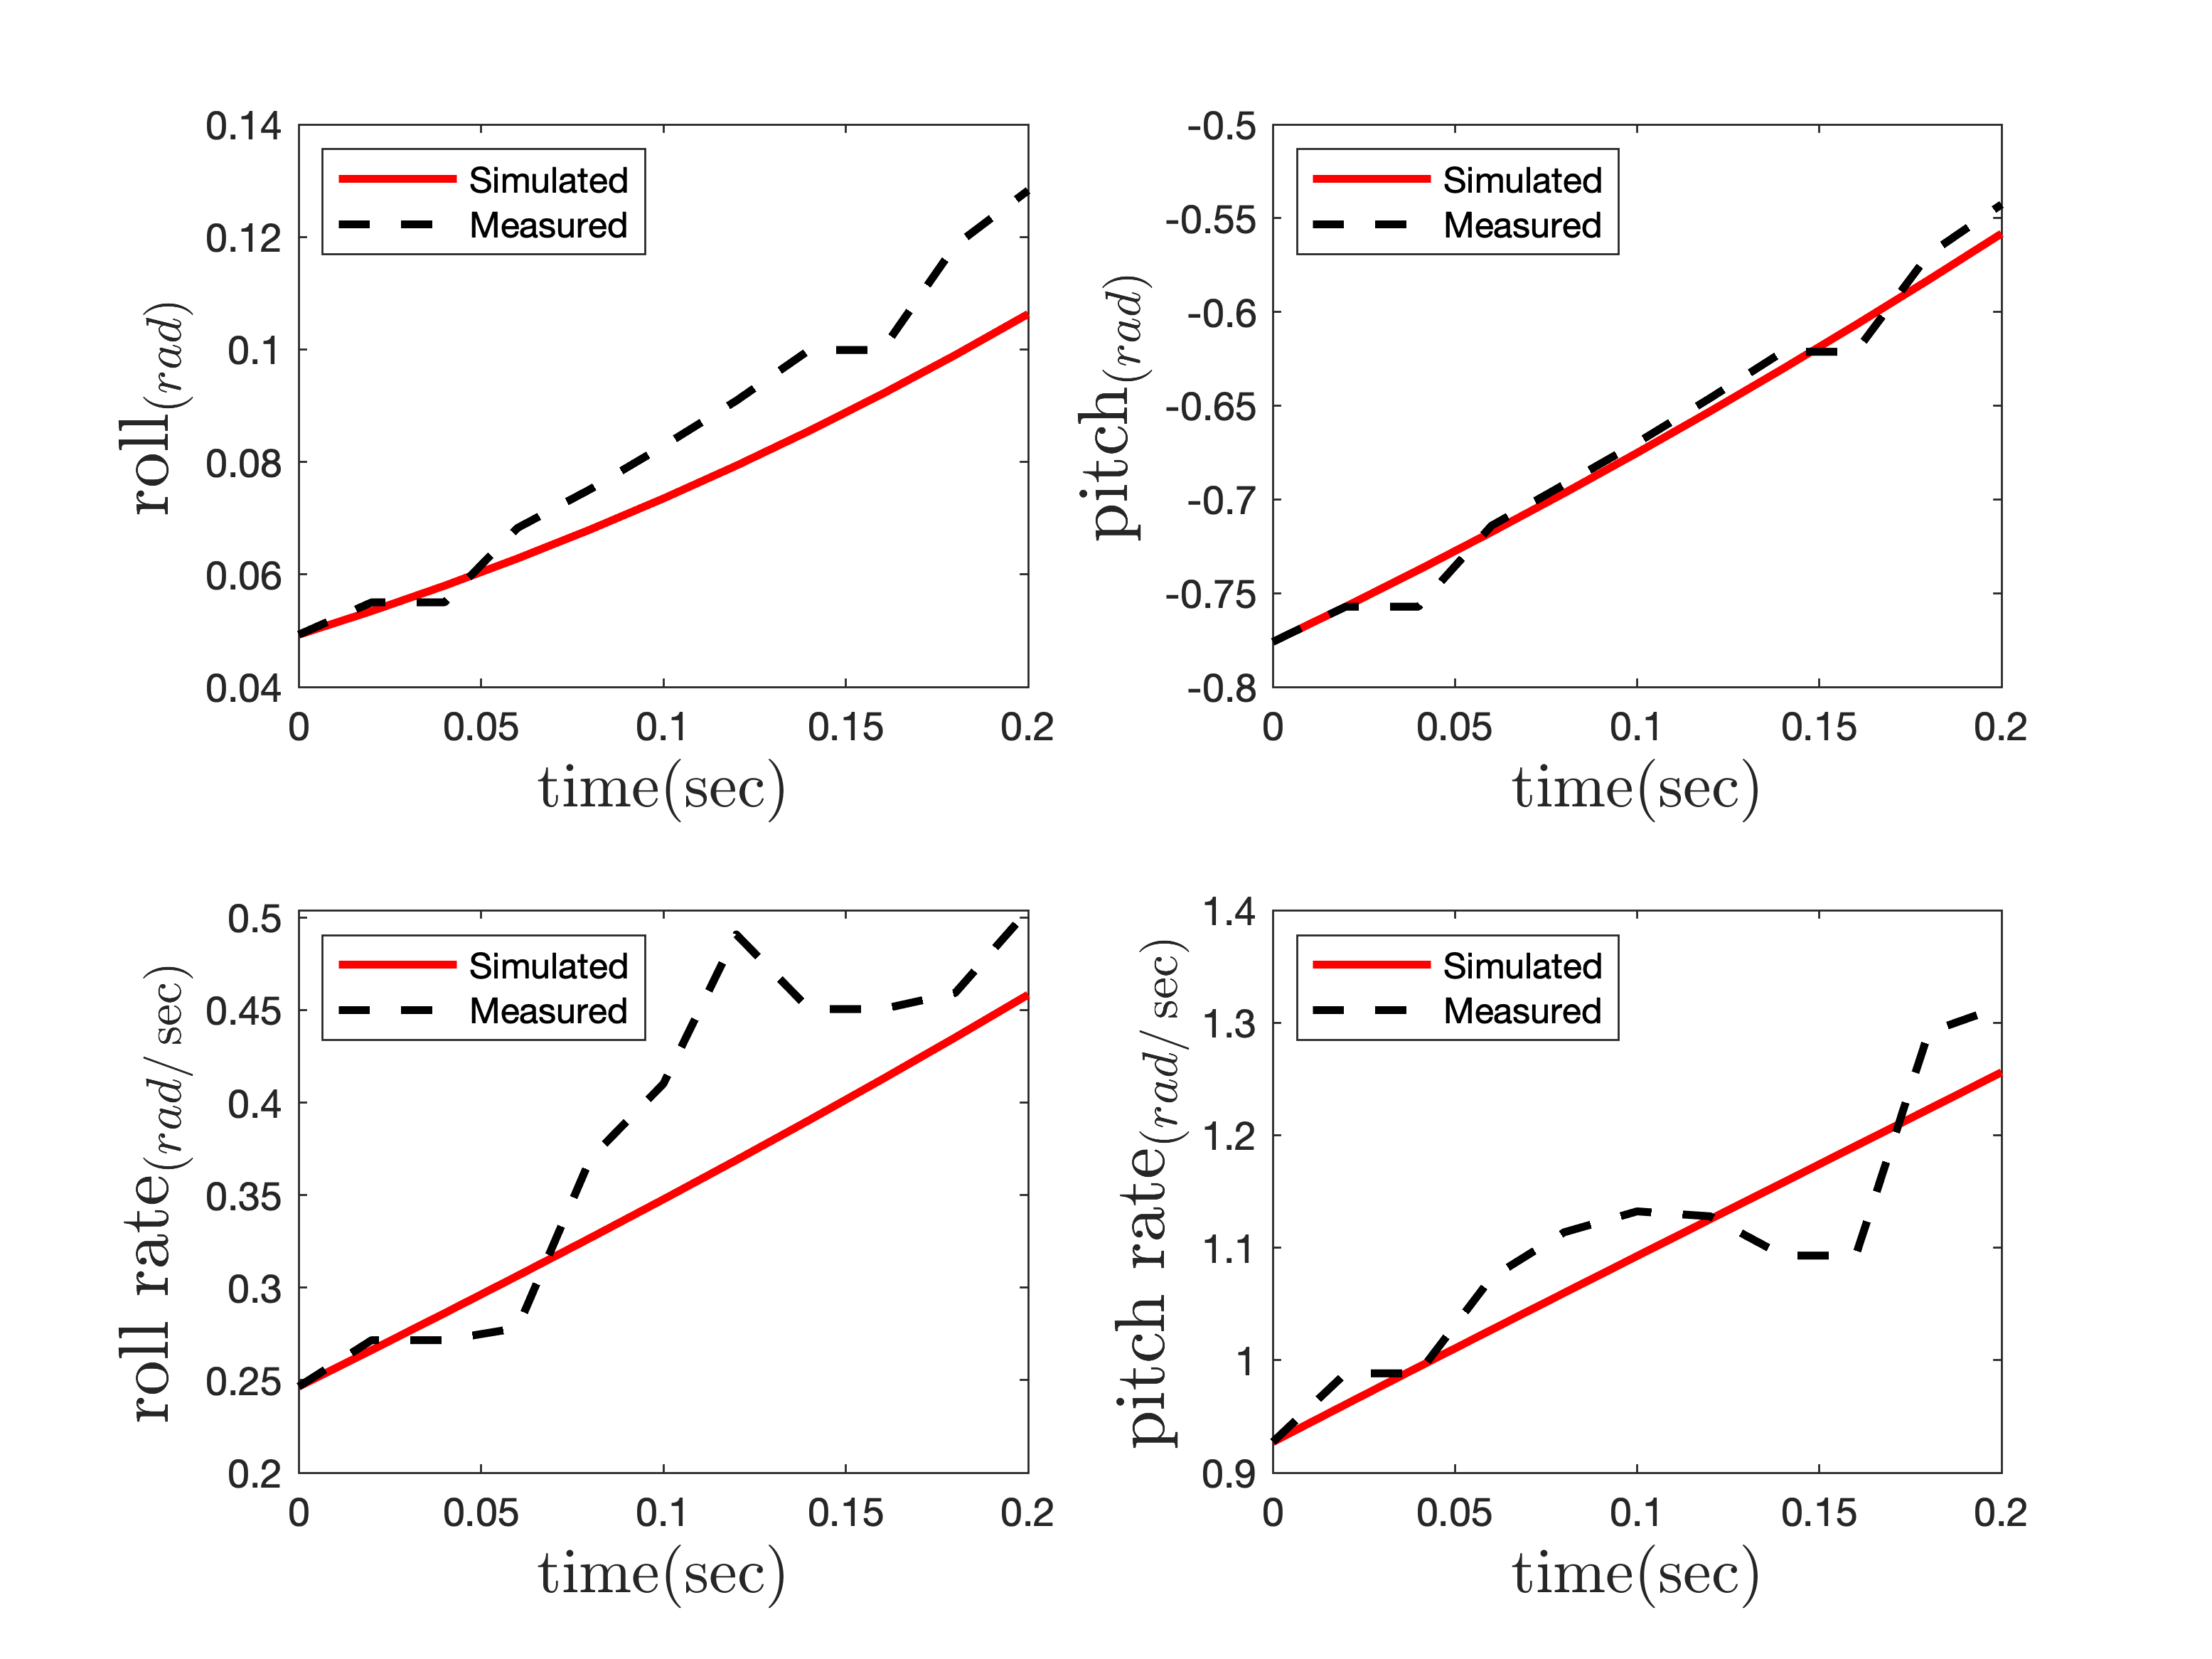 0.14
0.12
0.1
0.08
0.06
0.04
roll(rad)
Simulated
Measured
0 0.05 0.1 0.15 0.2
time(sec)
-0.5
-0.55
-0.6
-0.65
-0.7
-0.75
-0.8
pitch(rad)
Simulated
Measured
0 0.05 0.1 0.15 0.2
time(sec)
0.5
0.45
0.4
0.35
0.3
0.25
0.2
roll rate(rad/ sec)
Simulated
Measured
0 0.05 0.1 0.15 0.2
time(sec)
1.4
1.3
1.2
1.1
1
0.9
pitch rate(rad/ sec)
Simulated
Measured
0 0.05 0.1 0.15 0.2
time(sec)